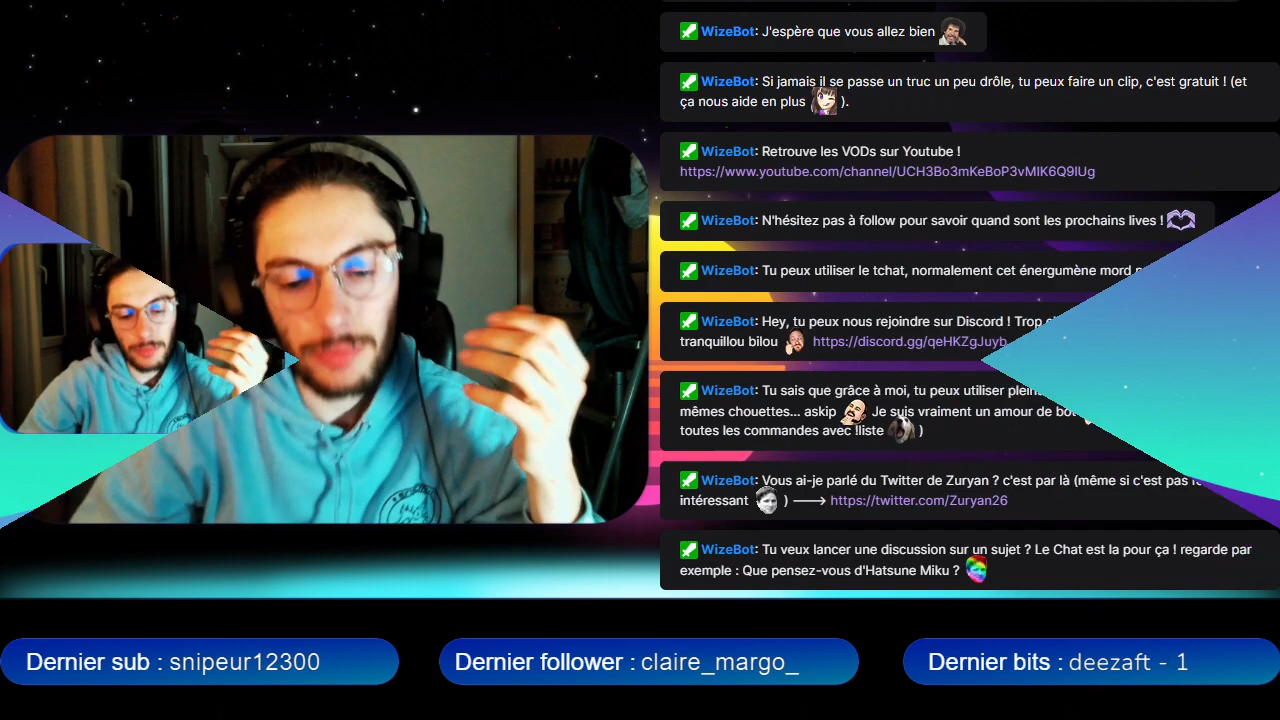 WizeBot: J'espère que vous allez bien
WizeBot: Si jamais il se passe un truc un peu drôle, tu peux faire un clip, c'est gratuit ! (et
ça nous aide en plus ).
WizeBot: Retrouve les VODs sur Youtube !
https://www.youtube.com/channel/UCH3Bo3mKeBoP3vMIK6Q9lUg
WizeBot: N'hésitez pas à follow pour savoir quand sont les prochains lives !
WizeBot: Tu peux utiliser le tchat, normalement cet énergumène mord
WizeBot: Hey, tu peux nous rejoindre sur Discord ! Trop
tranquillou bilou https://discord.gg/qeHKZgJuyb
WizeBot: Tu sais que grâce à moi, tu peux utiliser
mêmes chouettes... askip Je suis vraiment un amour de
toutes les commandes avec !liste )
WizeBot: Vous ai-je parlé du Twitter de Zuryan ? c'est par là (même si c'est pas
intéressant ) ⟶ https://twitter.com/Zuryan26
WizeBot: Tu veux lancer une discussion sur un sujet ? Le Chat est la pour ça ! regarde par
exemple : Que pensez-vous d'Hatsune Miku ?
Dernier sub : snipeur12300
Dernier follower : claire_margo_
Dernier bits : deezaft - 1